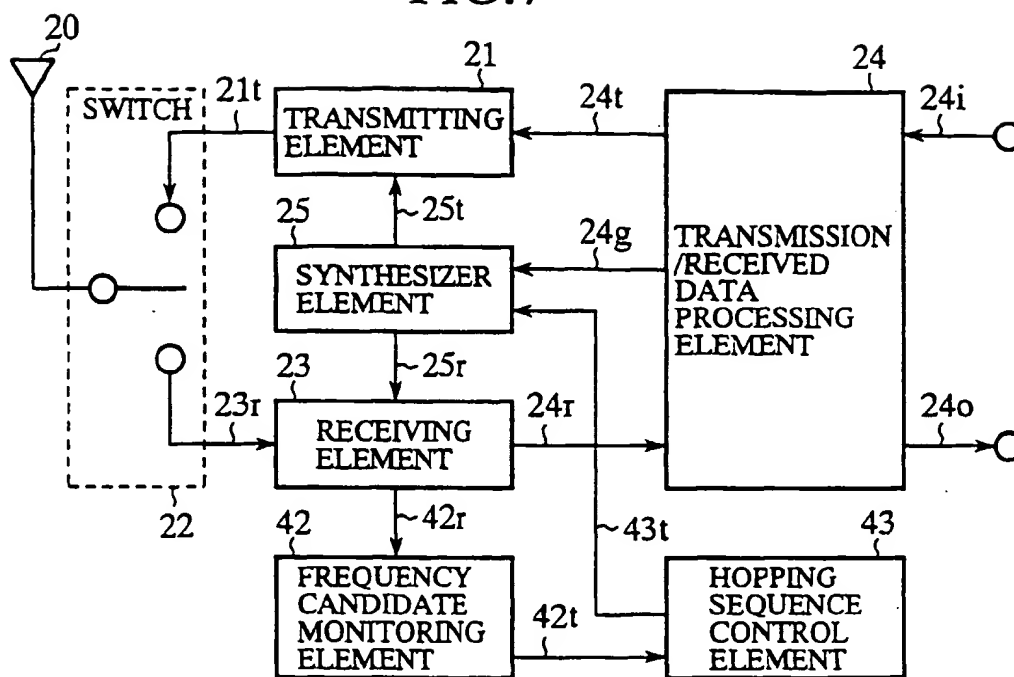 20
SWITCH
21t
21
TRANSMITTING
ELEMENT
24t
24
24i
25
25t
SYNTHESIZER
ELEMENT
24g
TRANSMISSION
/RECEIVED
DATA
PROCESSING
ELEMENT
23
25r
23r
RECEIVING
ELEMENT
24r
24o
22
42
42r
43t
43
FREQUENCY
CANDIDATE
MONITORING
ELEMENT
42t
HOPPING
SEQUENCE
CONTROL
ELEMENT